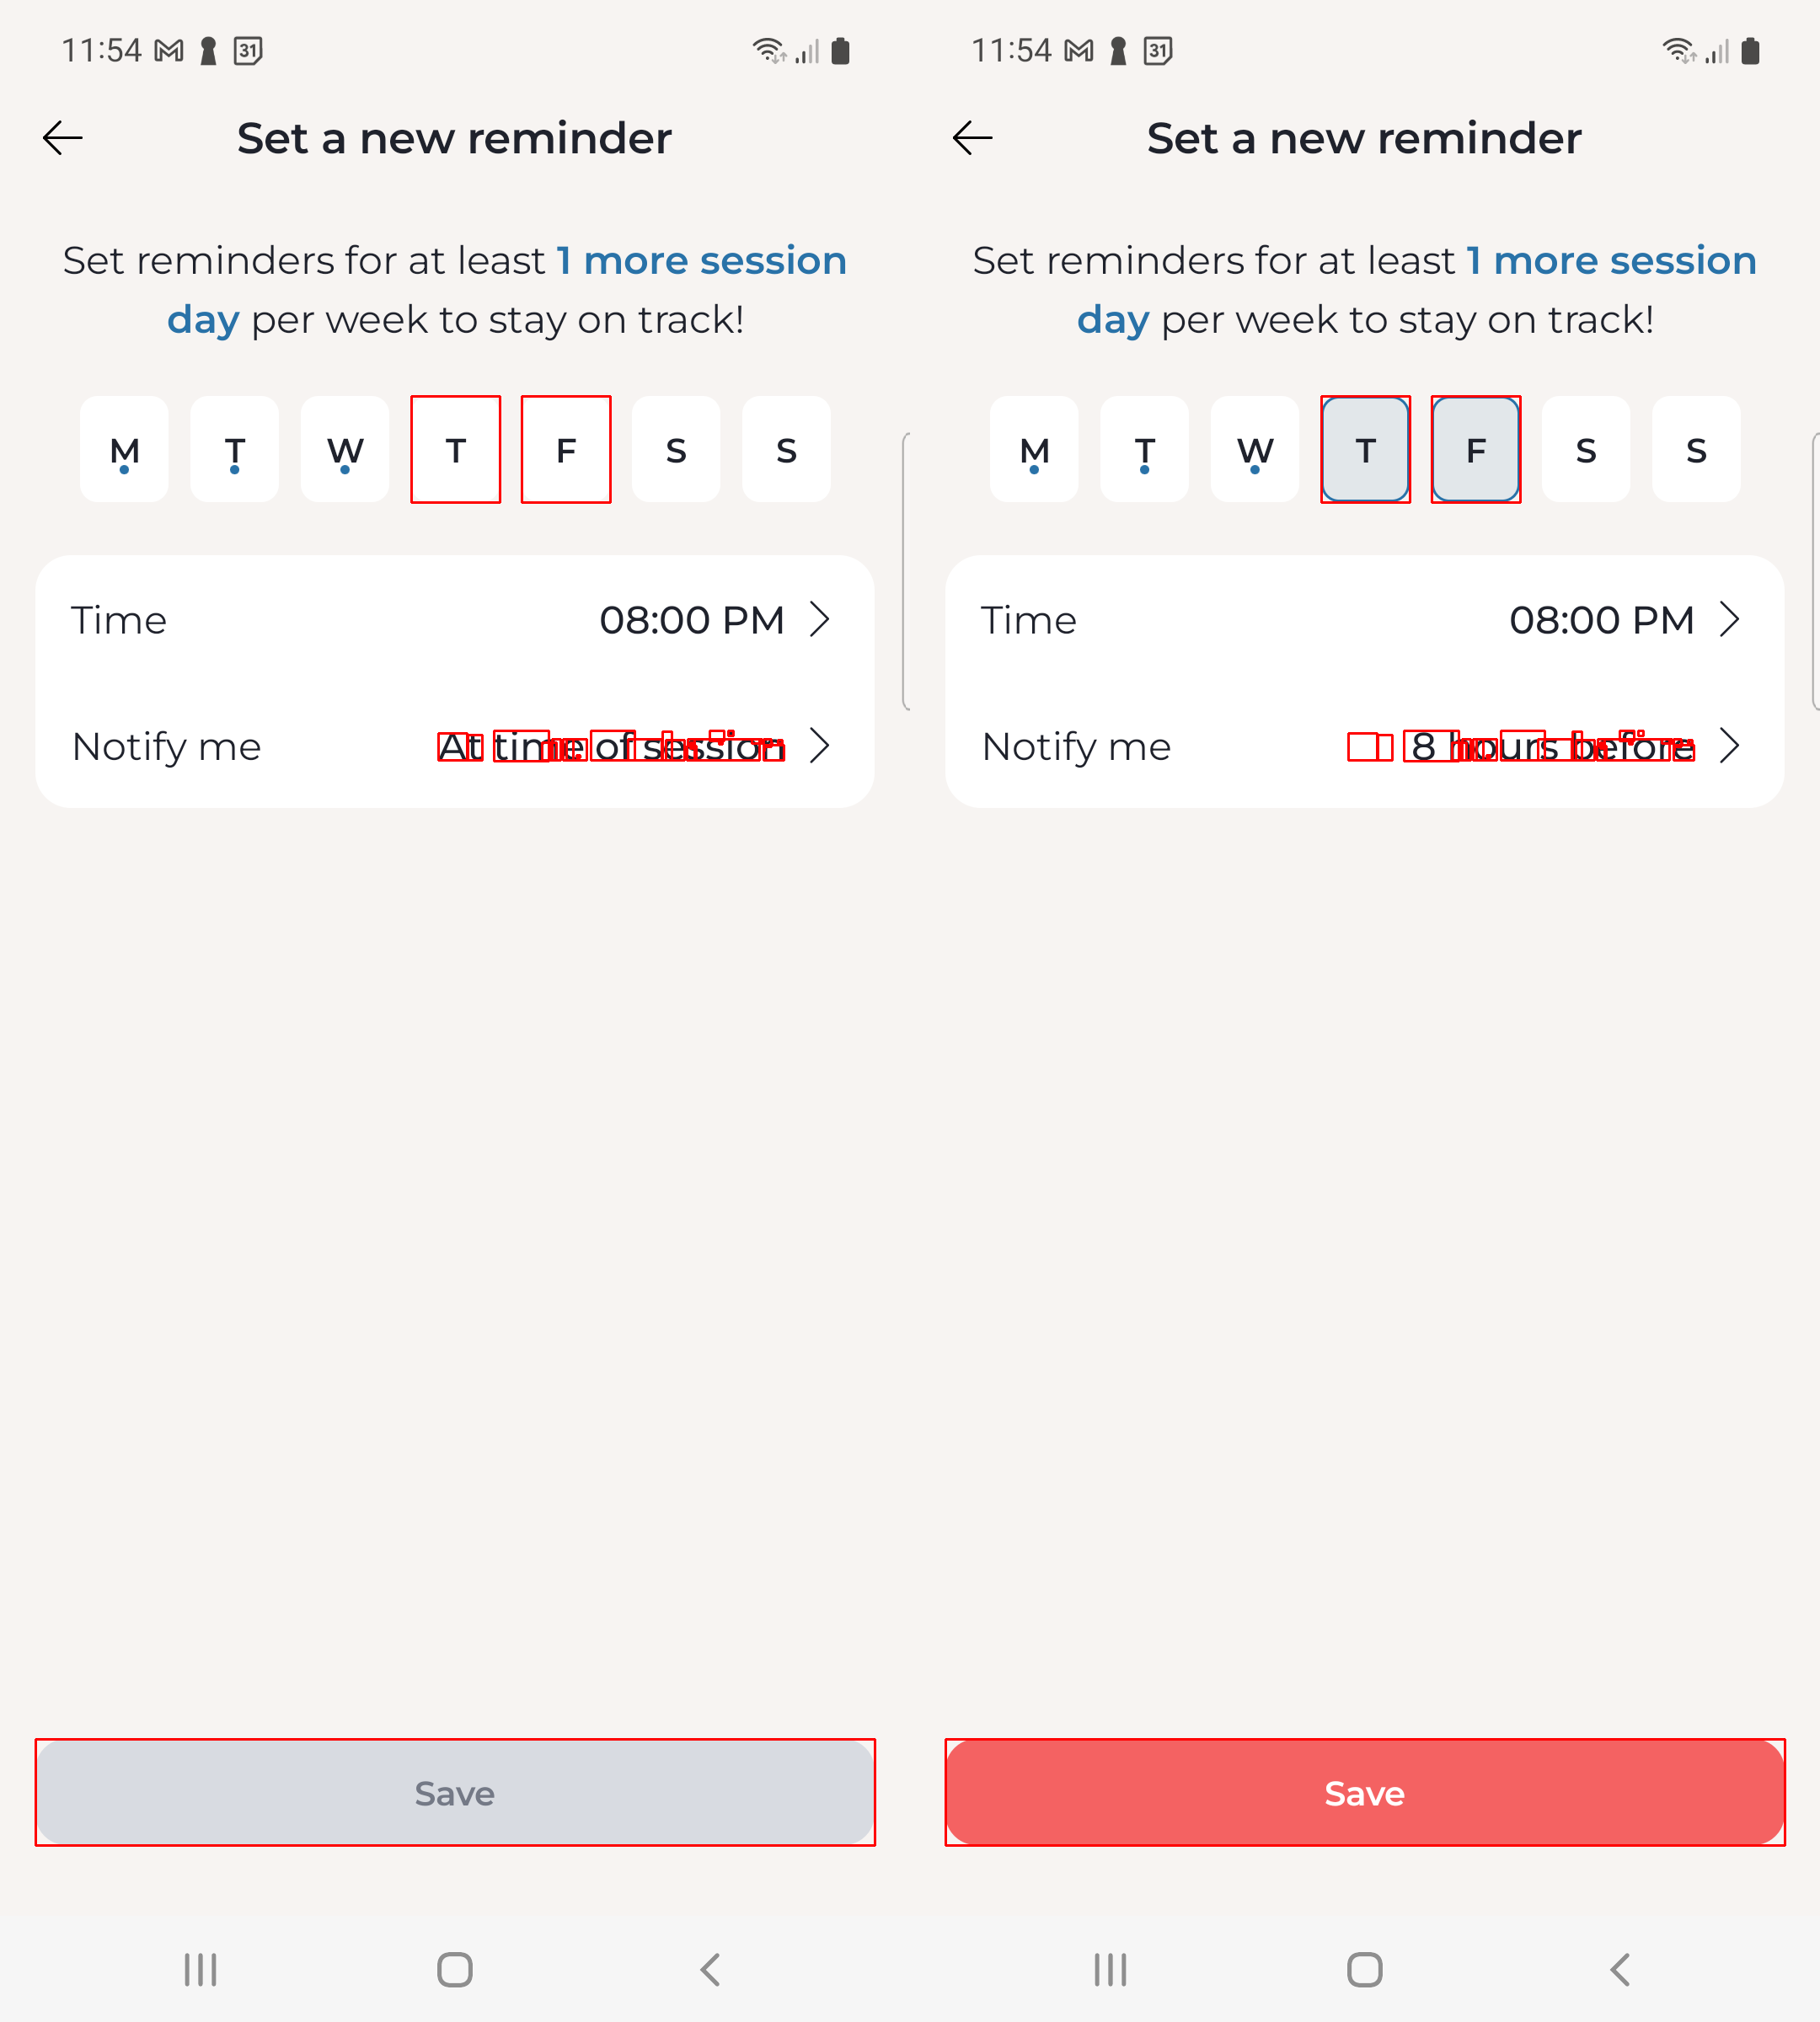 11:54 31
Set a new reminder
Set reminders for at least 1 more session
day per week to stay on track!
M T W T F S S
Time 08:00 PM
Notify me At time of session
Save
11:54 31
Set a new reminder
Set reminders for at least 1 more session
day per week to stay on track!
M T W T F S S
Time 08:00 PM
Notify me 8 hours before
Save